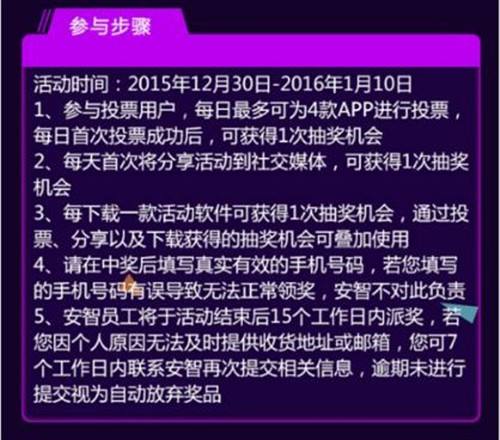 参与步骤
活动时间：2015年12月30日-2016年1月10日
1、参与投票用户，每日最多可为4款APP进行投票，
每日首次投票成功后，可获得1次抽奖机会
2、每天首次将分享活动到社交媒体，可获得1次抽奖
机会
3、每下载一款活动软件可获得1次抽奖机会，通过投
票、分享以及下载获得的抽奖机会可叠加使用
4、请在中奖后填写真实有效的手机号码，若您填写
的手机号码有误导致无法正常领奖，安智不对此负责
5、安智员工将于活动结束后15个工作日内派奖，若
您因个人原因无法及时提供收货地址或邮箱，您可7
个工作日内联系安智再次提交相关信息，逾期未进行
提交视为自动放弃奖品